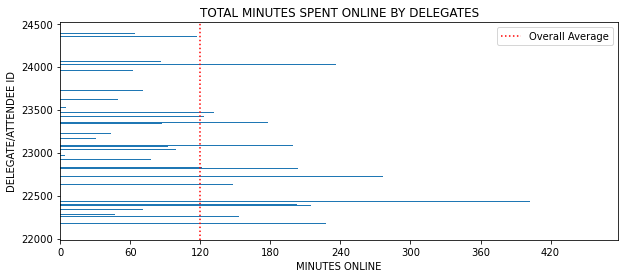 TOTAL MINUTES SPENT ONLINE BY DELEGATES
Overall Average
DELEGATE/ATTENDEE ID
24500
24000
23500
23000
22500
22000
0 60 120 180 240 300 360 420
MINUTES ONLINE